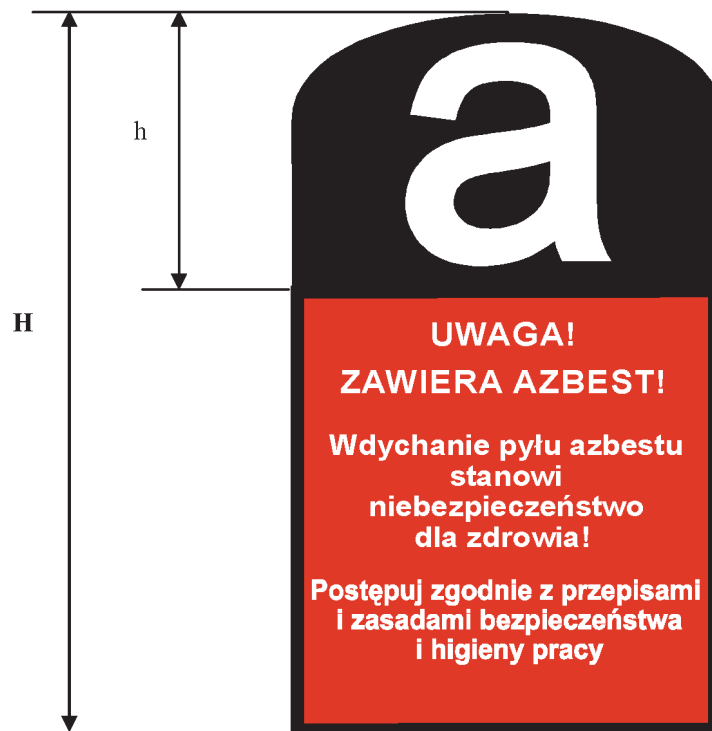 a
h
H
UWAGA!
ZAWIERA AZBEST!
Wdychanie pyłu azbestu
stanowi
niebezpieczeństwo
dla zdrowia!
Postępuj zgodnie z przepisami
i zasadami bezpieczeństwa
i higieny pracy